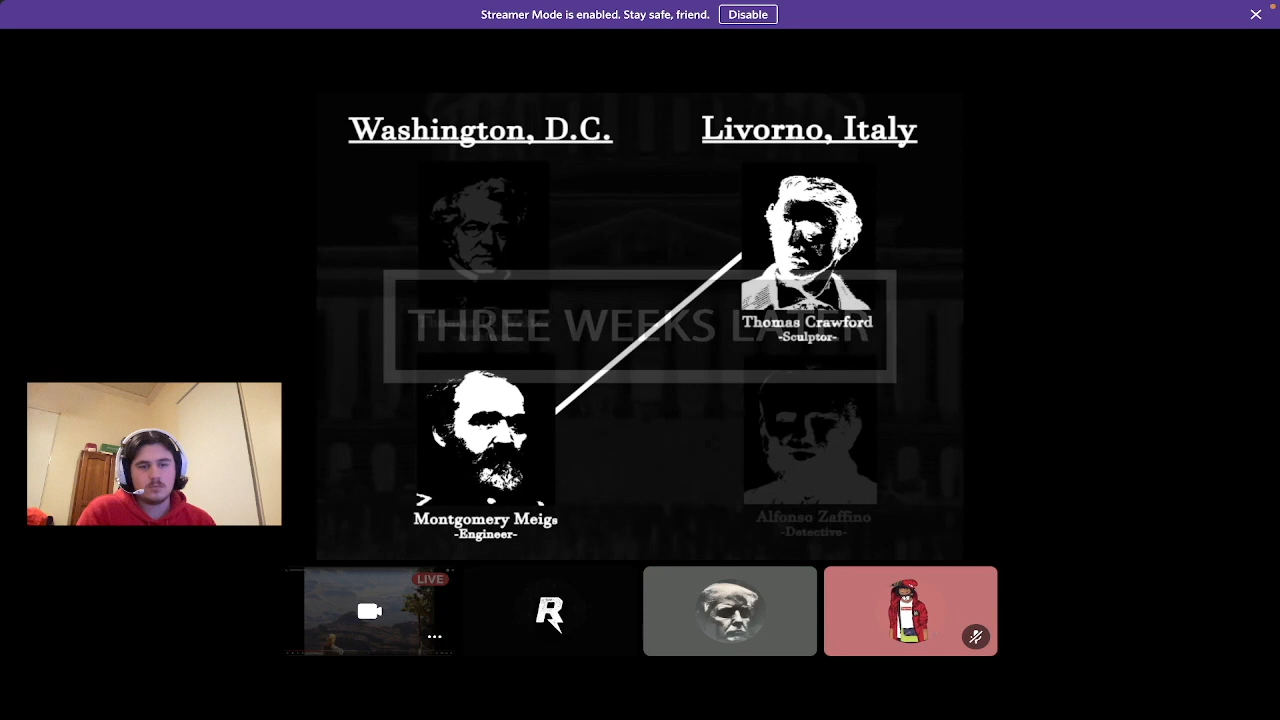 Streamer Mode is enabled. Stay safe, friend. Disable
Washington, D.C.
Livorno, Italy
THREE WEEKS LATER
Thomas Crawford
-Sculptor-
Montgomery Meigs
-Engineer-
Alfonso Zaffino
-Detective-
LIVE
R